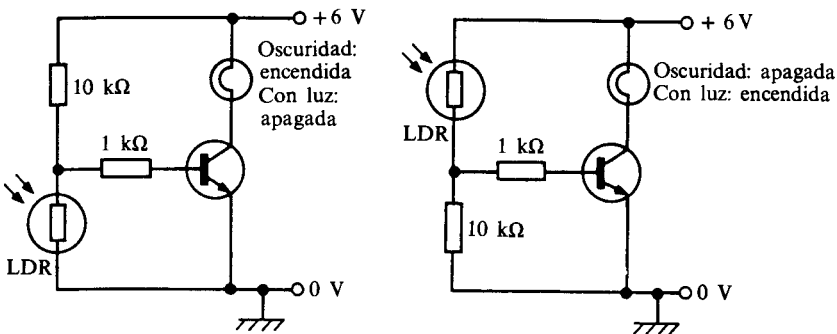 +6 V
Oscuridad:
encendida
Con luz:
apagada
10 kΩ
1 kΩ
LDR
0 V
+ 6V
Oscuridad: apagada
Con luz: encendida
LDR
1 kΩ
10 kΩ
0 V